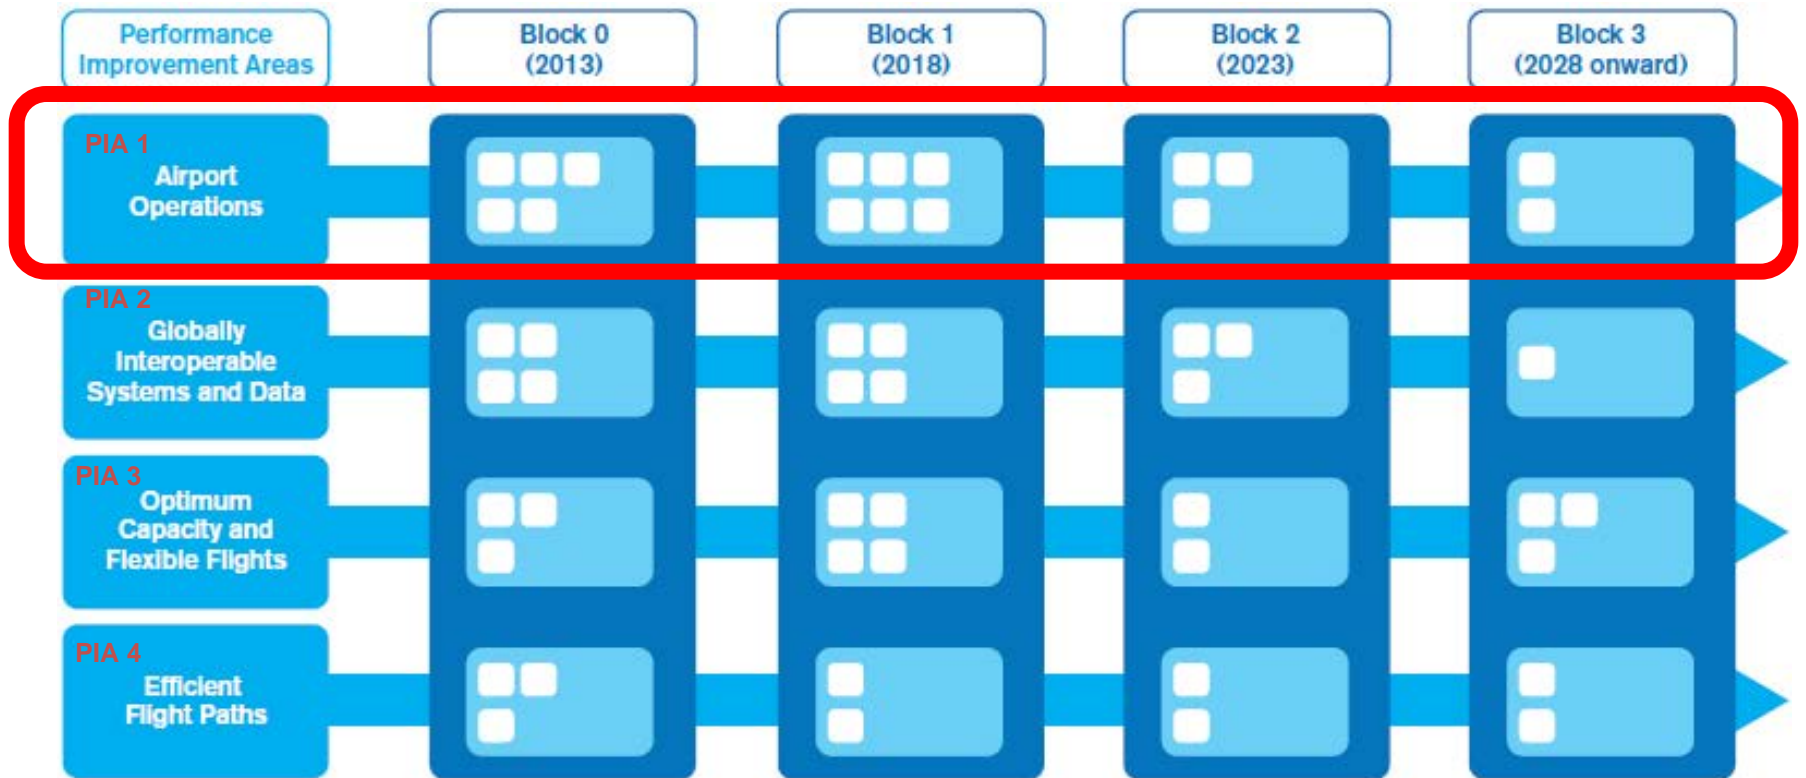 Performance
Improvement Areas
Block 0
(2013)
Block 1
(2018)
Block 2
(2023)
Block 3
(2028 onward)
PIA 1
Airport
Operations
PIA 2
Globally
Interoperable
Systems and Data
PIA 3
Optimum
Capacity and
Flexible Flights
PIA 4
Efficient
Flight Paths